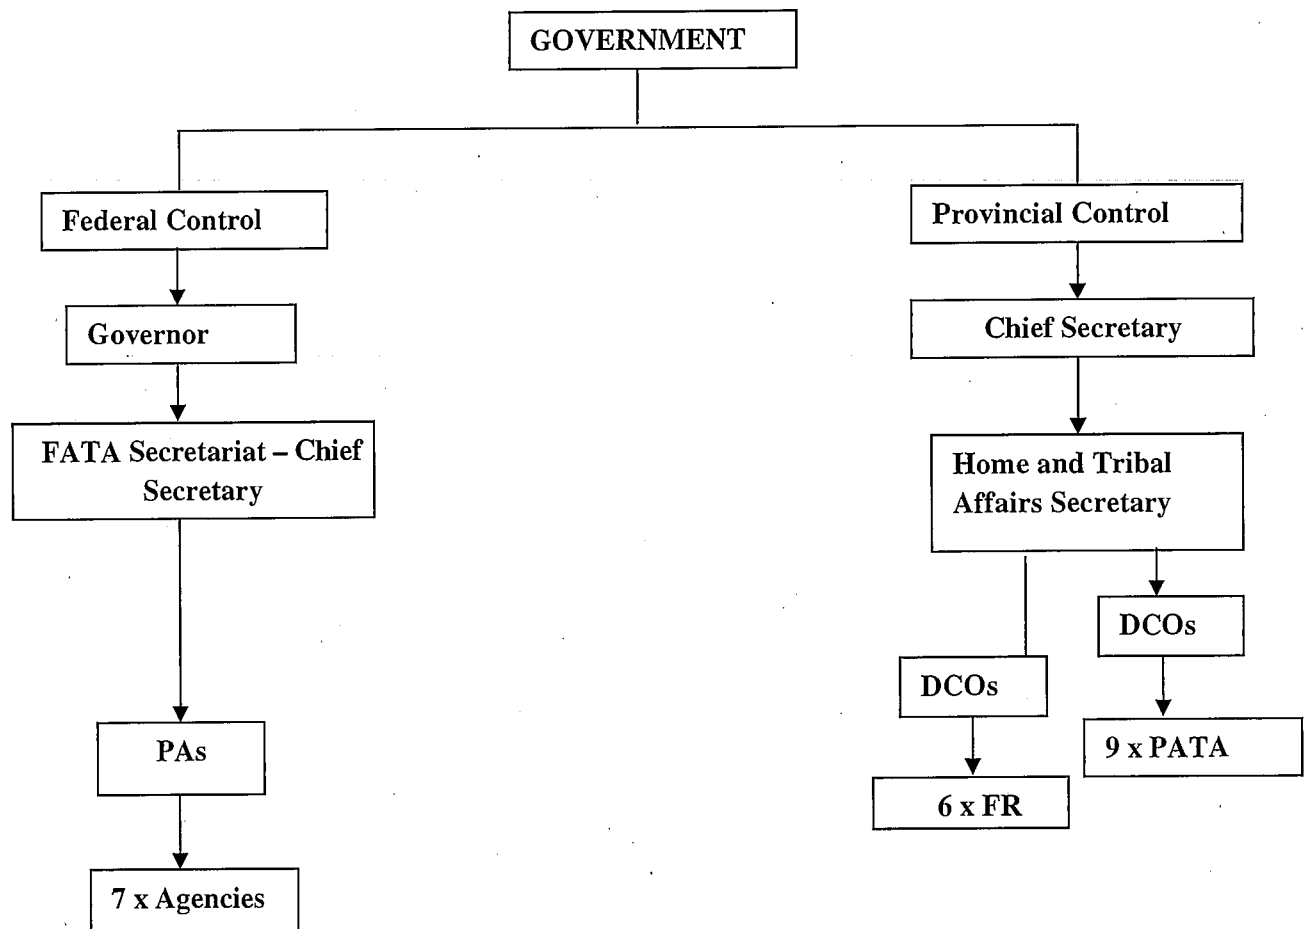 GOVERNMENT
Federal Control
Provincial Control
Governor
Chief Secretary
FATA Secretariat – Chief
Secretary
Home and Tribal
Affairs Secretary
DCOs
DCOs
PAs
9 x PATA
6 x FR
7 x Agencies